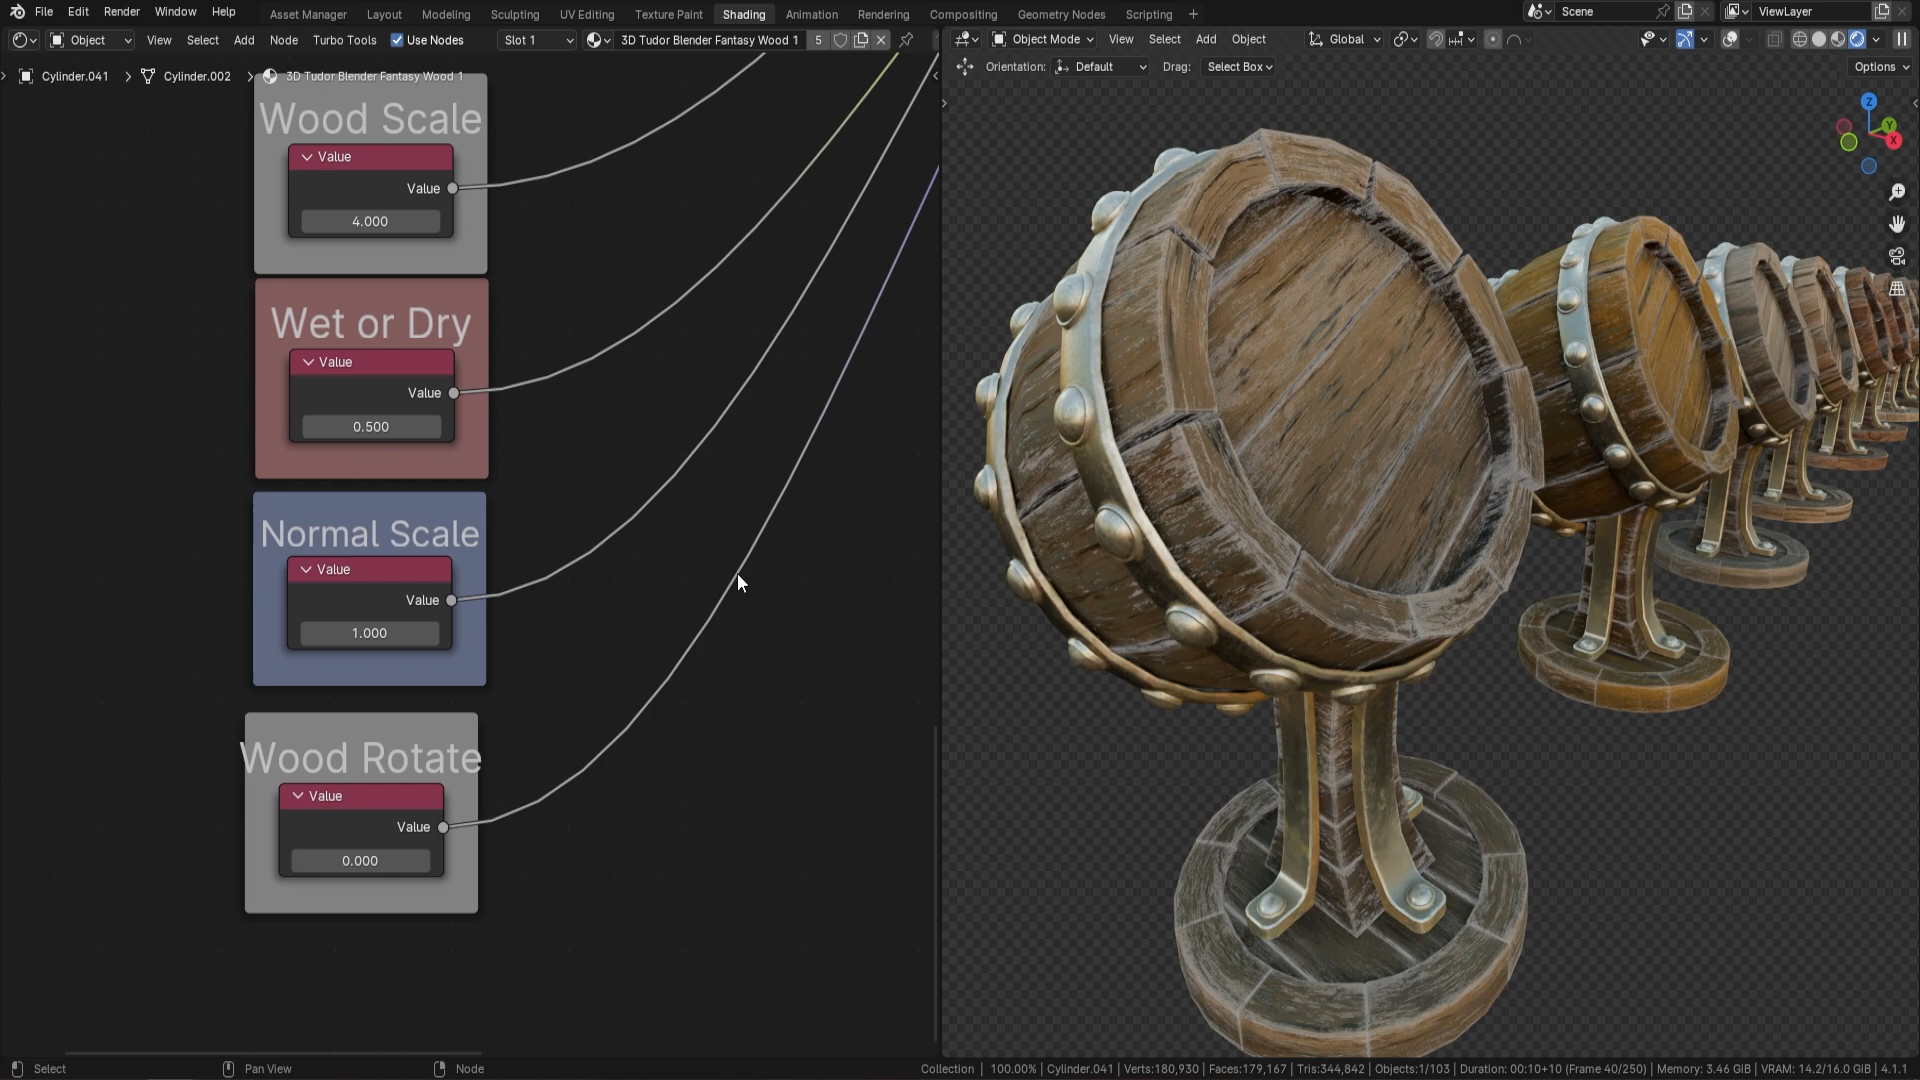 File Edit Render Window Help Asset Manager Layout Modeling Sculpting UV Editing Texture Paint Shading Animation Rendering Compositing Geometry Nodes Scripting + Scene ViewLayer
Object View Select Add Node Turbo Tools Use Nodes Slot 1 3D Tudor Blender Fantasy Wood 1 5 Object Mode View Select Add Object Global
Orientation: Default Drag: Select Box Options
Cylinder.041 > Cylinder.002 > 3D Tudor Blender Fantasy Wood 1
Wood Scale
Value
Value
4.000
Wet or Dry
Value
Value
0.500
Normal Scale
Value
Value
1.000
Wood Rotate
Value
Value
0.000
Z
Y
X
Select Pan View Node Collection | 100.00% | Cylinder.041 | Verts:180,930 | Faces:179,167 | Tris:344,842 | Objects:1/103 | Duration: 00:10+10 (Frame 40/250) | Memory: 3.46 GiB | VRAM: 14.2/16.0 GiB | 4.1.1